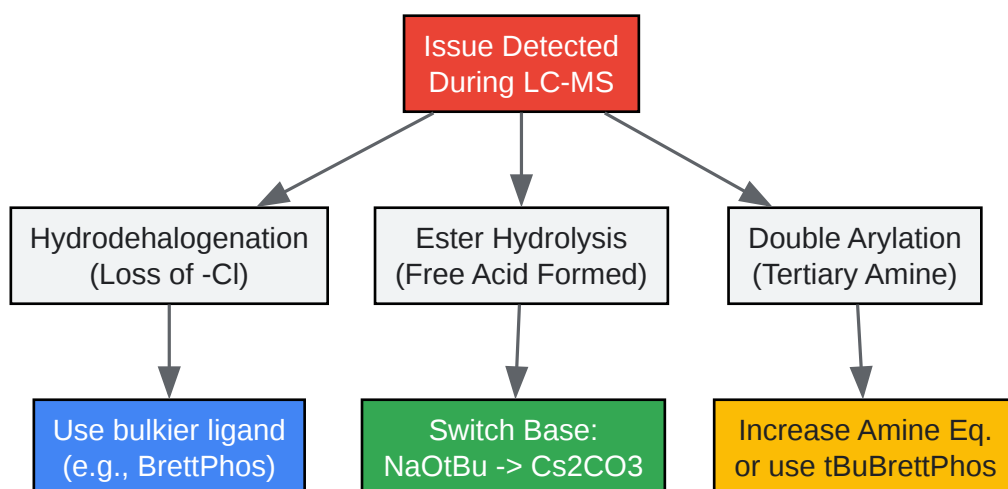 Issue Detected
During LC-MS
Hydrodehalogenation
(Loss of -Cl)
Ester Hydrolysis
(Free Acid Formed)
Double Arylation
(Tertiary Amine)
Use bulkier ligand
(e.g., BrettPhos)
Switch Base:
NaOtBu -> Cs2CO3
Increase Amine Eq.
or use tBuBrettPhos